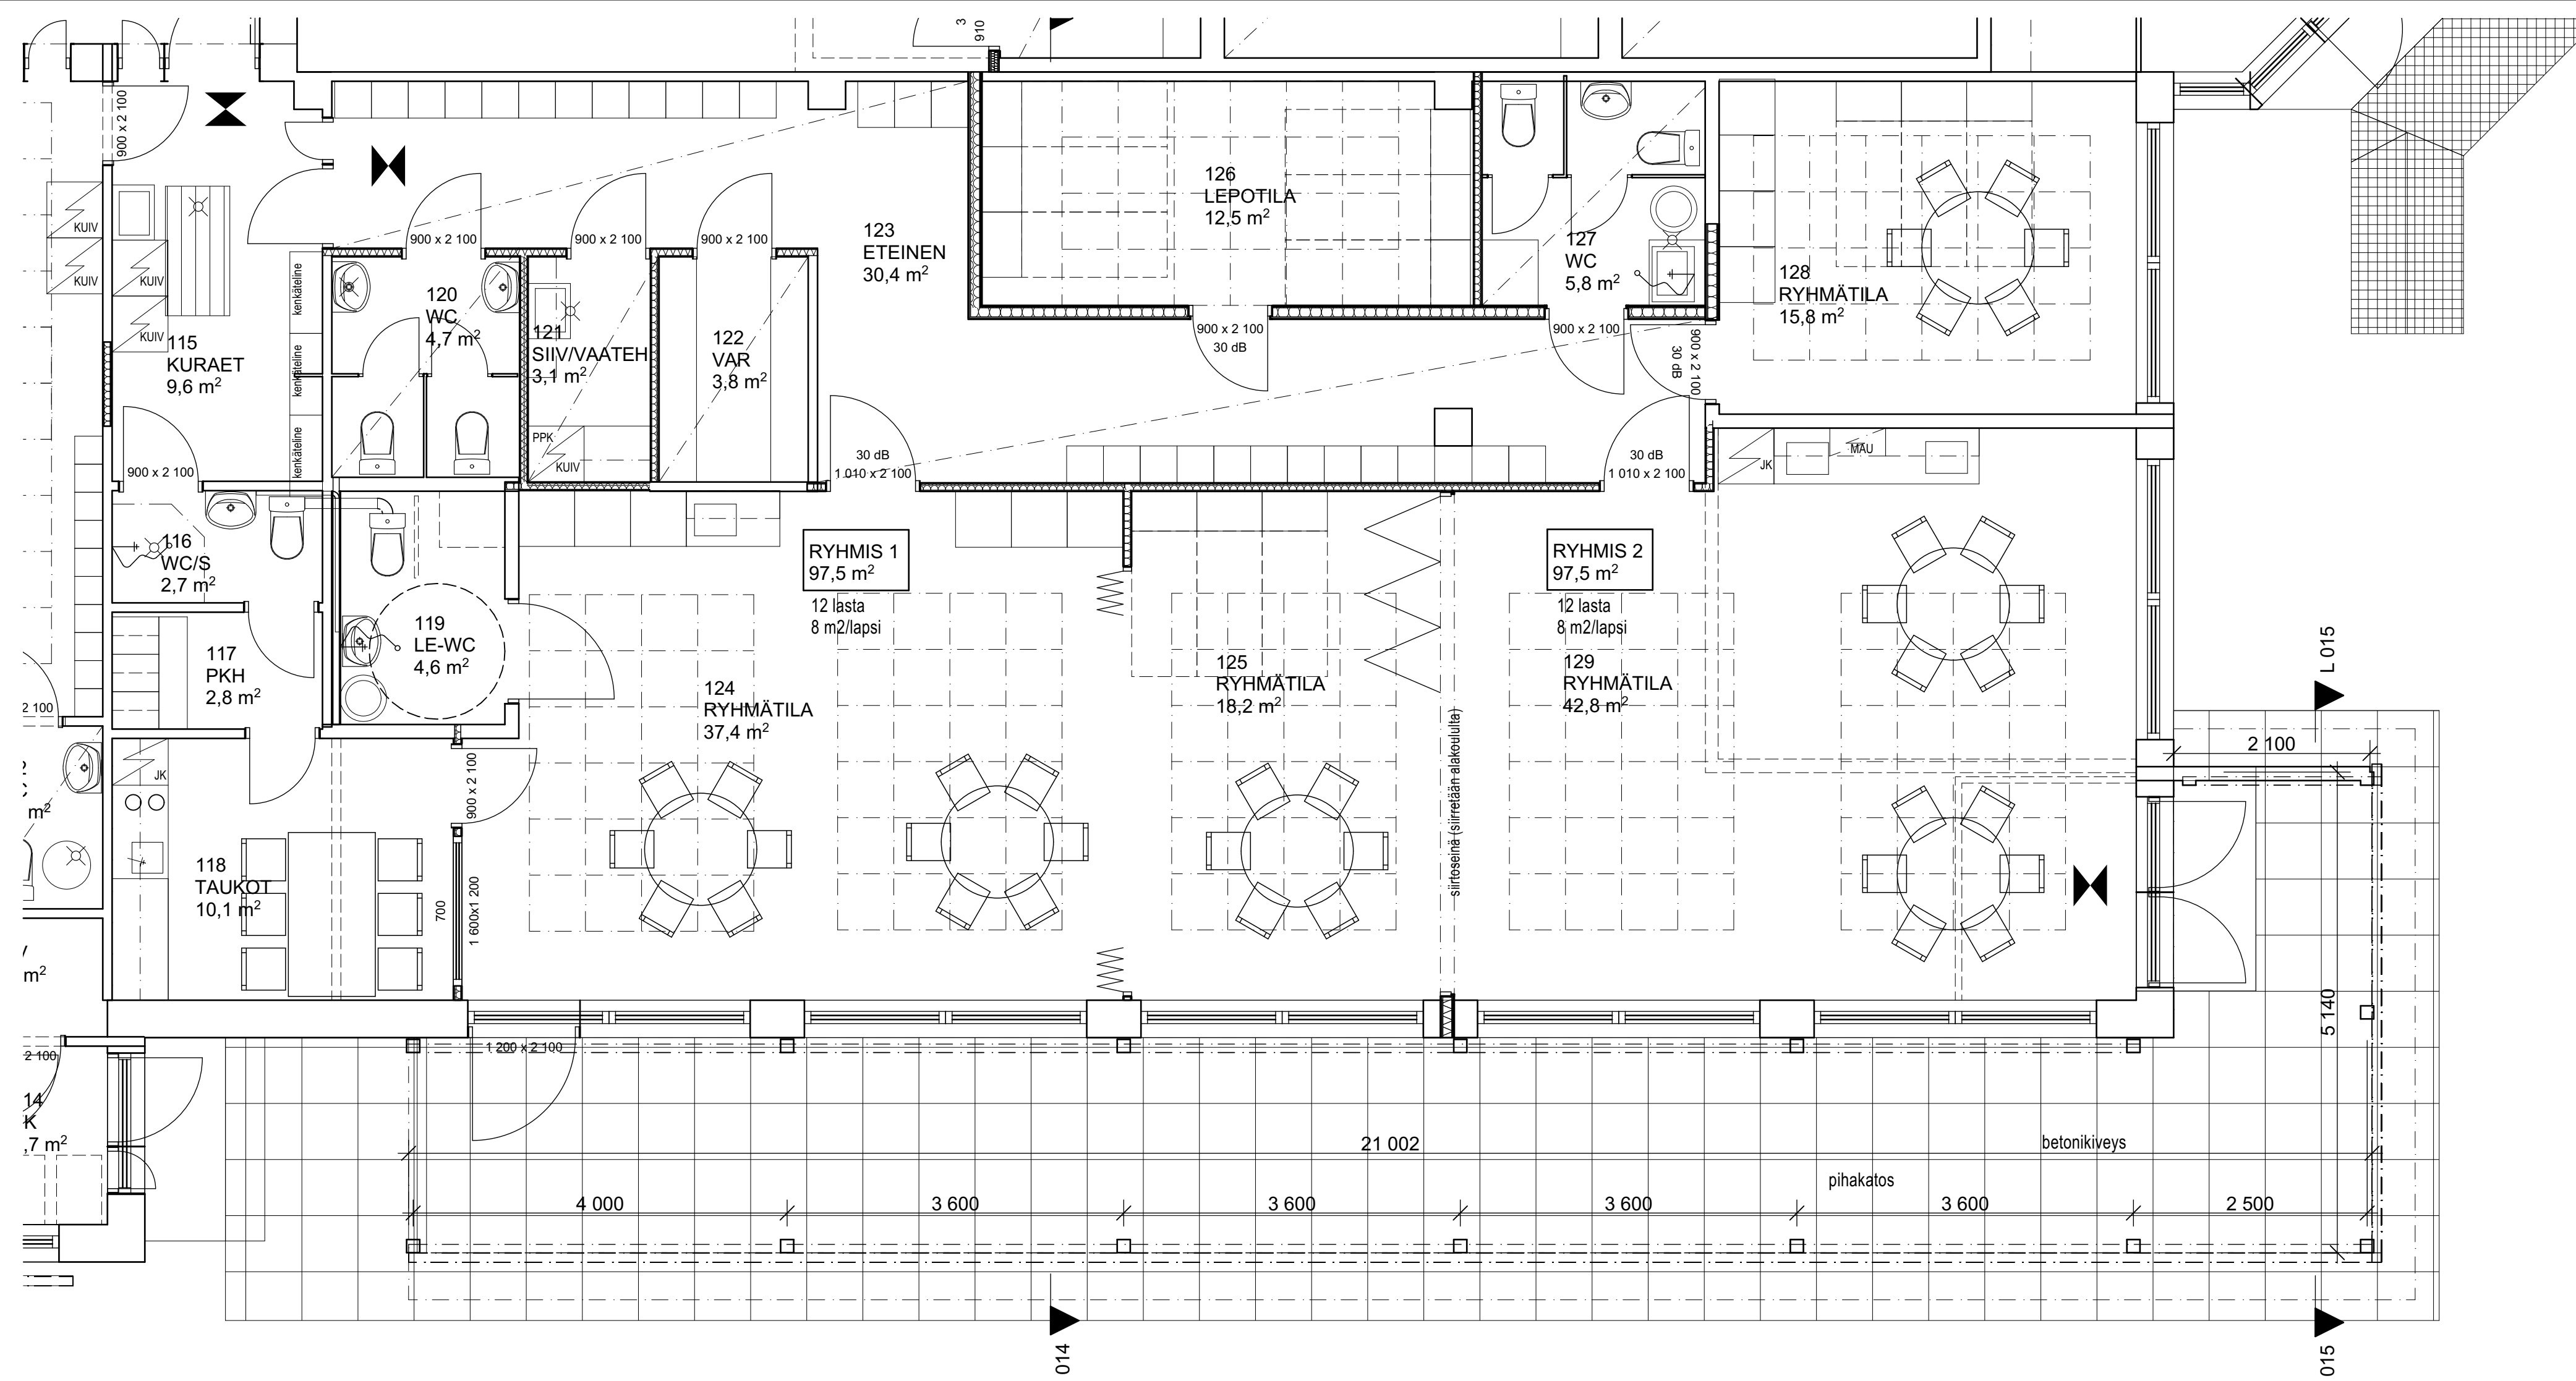 3
910
900 x 2 100
KUIV
KUIV
KUIV
KUIV
115
KURAET
9,6 m²
kenkäteline
kenkäteline
kenkäteline
900 x 2 100
900 x 2 100
900 x 2 100
120
WC
4,7 m²
121
SIIV/VAATEH
3,1 m²
PPK
KUIV
122
VAR
3,8 m²
123
ETEINEN
30,4 m²
126
LEPOTILA
12,5 m²
127
WC
5,8 m²
128
RYHMÄTILA
15,8 m²
900 x 2 100
30 dB
900 x 2 100
900 x 2 100
30 dB
30 dB
1 010 x 2 100
30 dB
1 010 x 2 100
JK
MAU
900 x 2 100
116
WC/S
2,7 m²
117
PKH
2,8 m²
119
LE-WC
4,6 m²
RYHMIS 1
97,5 m²
12 lasta
8 m2/lapsi
RYHMIS 2
97,5 m²
12 lasta
8 m2/lapsi
124
RYHMÄTILA
37,4 m²
125
RYHMÄTILA
18,2 m²
129
RYHMÄTILA
42,8 m²
siirtoseinä (siirretään alakoululta)
L 015
2 100
2 100
JK
900 x 2 100
118
TAUKOT
10,1 m²
700
1 600x1 200
m²
m²
2 100
14
K
,7 m²
1 200 x 2 100
5 140
21 002
betonikiveys
pihakatos
4 000
3 600
3 600
3 600
3 600
2 500
014
015